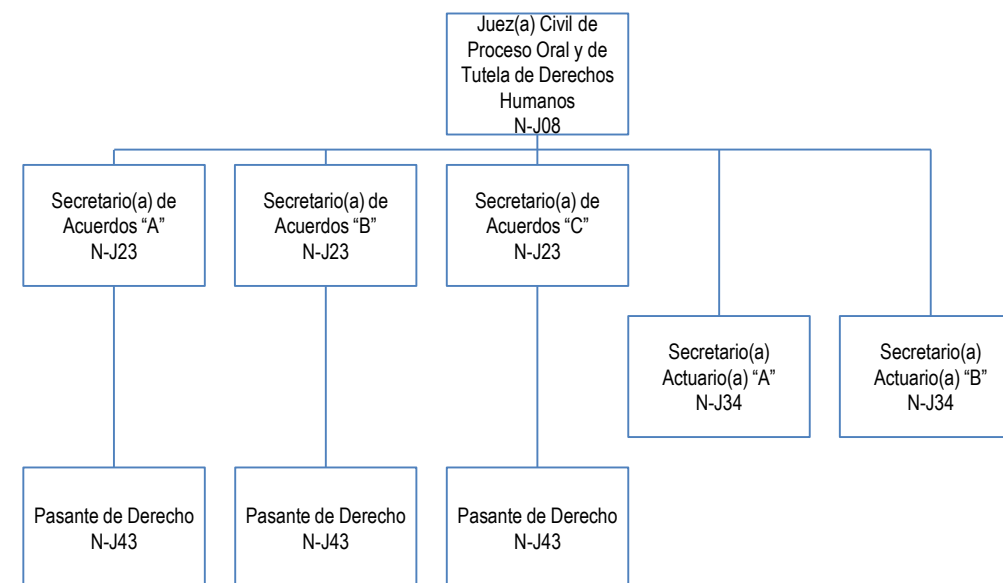 Juez(a) Civil de
Proceso Oral y de
Tutela de Derechos
Humanos
N-J08
Secretario(a) de
Acuerdos “A”
N-J23
Secretario(a) de
Acuerdos “B”
N-J23
Secretario(a) de
Acuerdos “C”
N-J23
Secretario(a)
Actuario(a) “A”
N-J34
Secretario(a)
Actuario(a) “B”
N-J34
Pasante de Derecho
N-J43
Pasante de Derecho
N-J43
Pasante de Derecho
N-J43